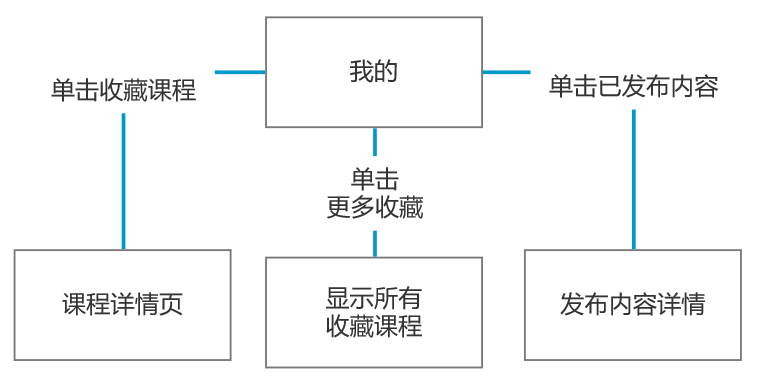 我的
单击收藏课程
单击已发布内容
单击
更多收藏
课程详情页
显示所有
收藏课程
发布内容详情